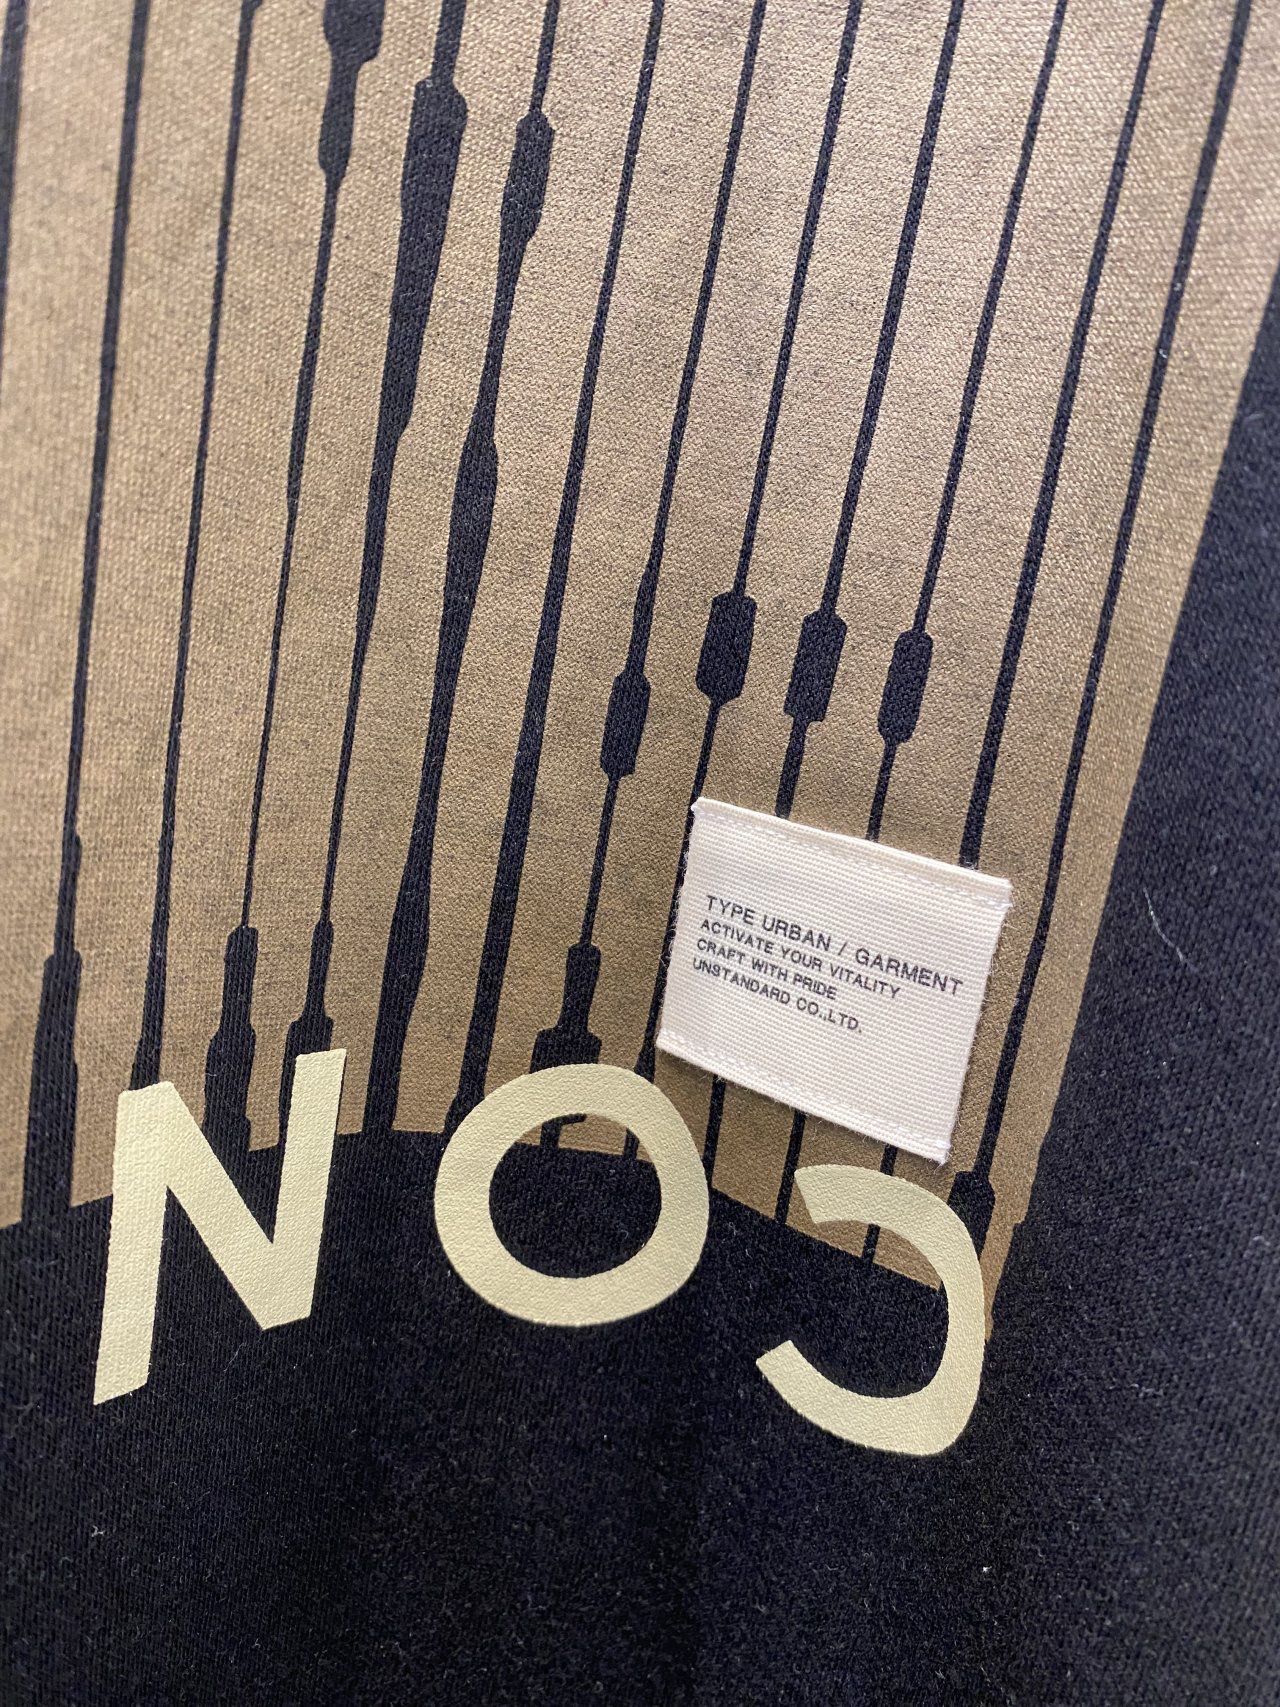 TYPE URBAN / GARMENT
ACTIVATE YOUR VITALITY
CRAFT WITH PRIDE
UNSTANDARD CO.,LTD.
CON